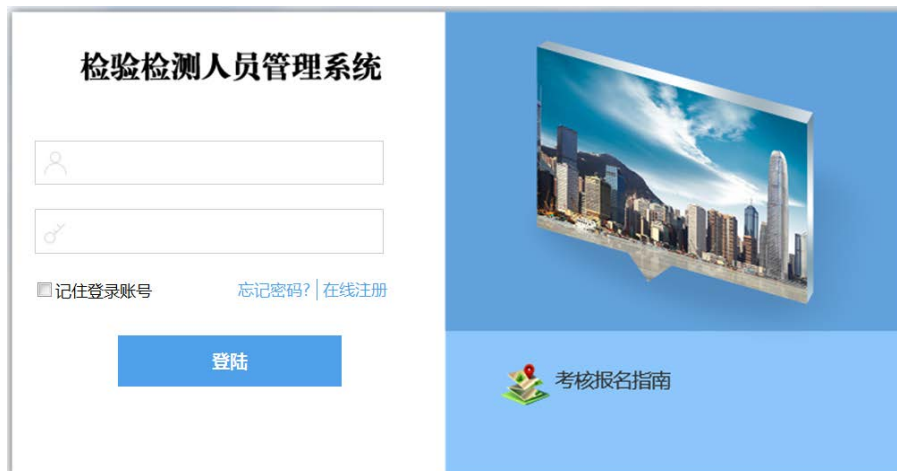 检验检测人员管理系统
记住登录账号
忘记密码?|在线注册
登陆
考核报名指南